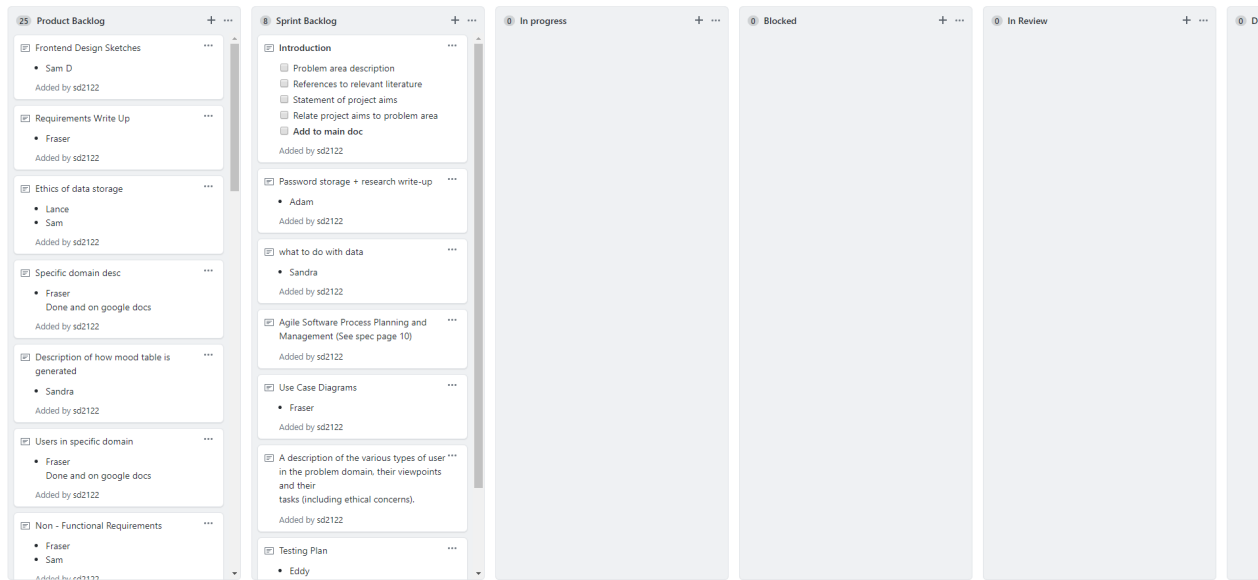 25 Product Backlog
Frontend Design Sketches
Sam D
Added by sd2122
Requirements Write Up
Fraser
Added by sd2122
Ethics of data storage
Lance
Sam
Added by sd2122
Specific domain desc
Fraser
Done and on google docs
Added by sd2122
Description of how mood table is
generated
Sandra
Added by sd2122
Users in specific domain
Fraser
Done and on google docs
Added by sd2122
Non - Functional Requirements
Fraser
Sam
Added by sd2122
8 Sprint Backlog
Introduction
Problem area description
References to relevant literature
Statement of project aims
Relate project aims to problem area
Add to main doc
Added by sd2122
Password storage + research write-up
Adam
Added by sd2122
what to do with data
Sandra
Added by sd2122
Agile Software Process Planning and
Management (See spec page 10)
Added by sd2122
Use Case Diagrams
Fraser
Added by sd2122
A description of the various types of user
in the problem domain, their viewpoints
and their
tasks (including ethical concerns).
Added by sd2122
Testing Plan
Eddy
0 In progress
0 Blocked
0 In Review
0 D